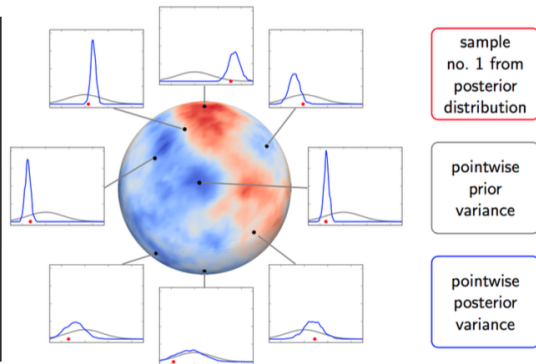 sample
no. 1 from
posterior
distribution
pointwise
prior
variance
pointwise
posterior
variance